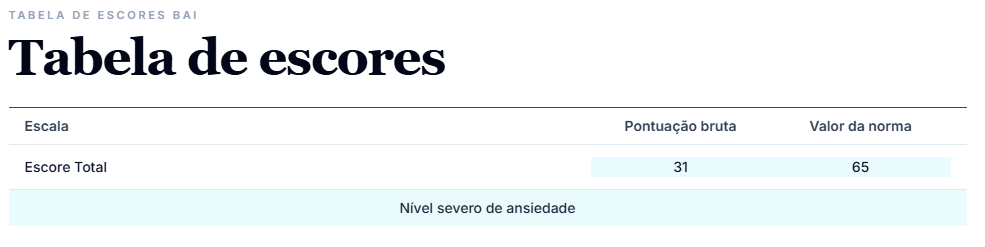 TABELA DE ESCORES BAI
Tabela de escores
Escala Pontuação bruta Valor da norma
Escore Total 31 65
Nível severo de ansiedade